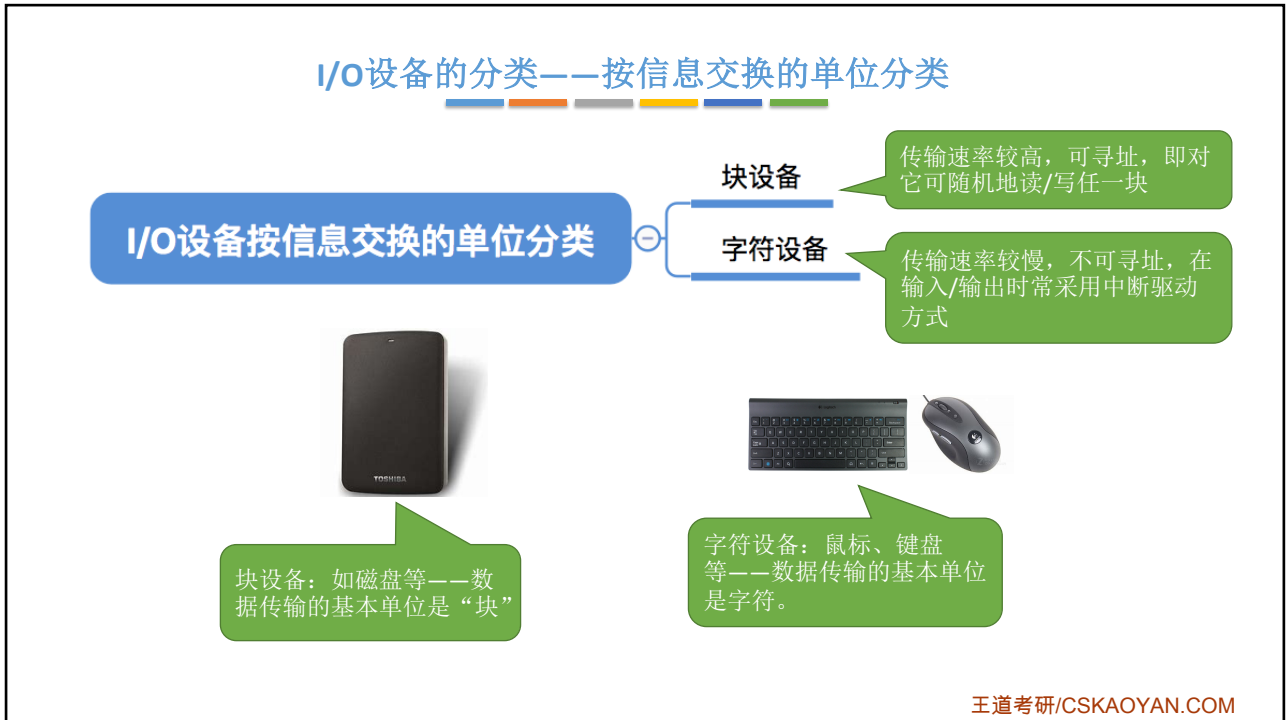 I/O设备的分类——按信息交换的单位分类
块设备
传输速率较高，可寻址，即对
它可随机地读/写任一块
I/O设备按信息交换的单位分类
字符设备
传输速率较慢，不可寻址，在
输入/输出时常采用中断驱动
方式
TOSHIBA
块设备：如磁盘等——数
据传输的基本单位是“块”
字符设备：鼠标、键盘
等——数据传输的基本单位
是字符。
王道考研/CSKAOYAN.COM